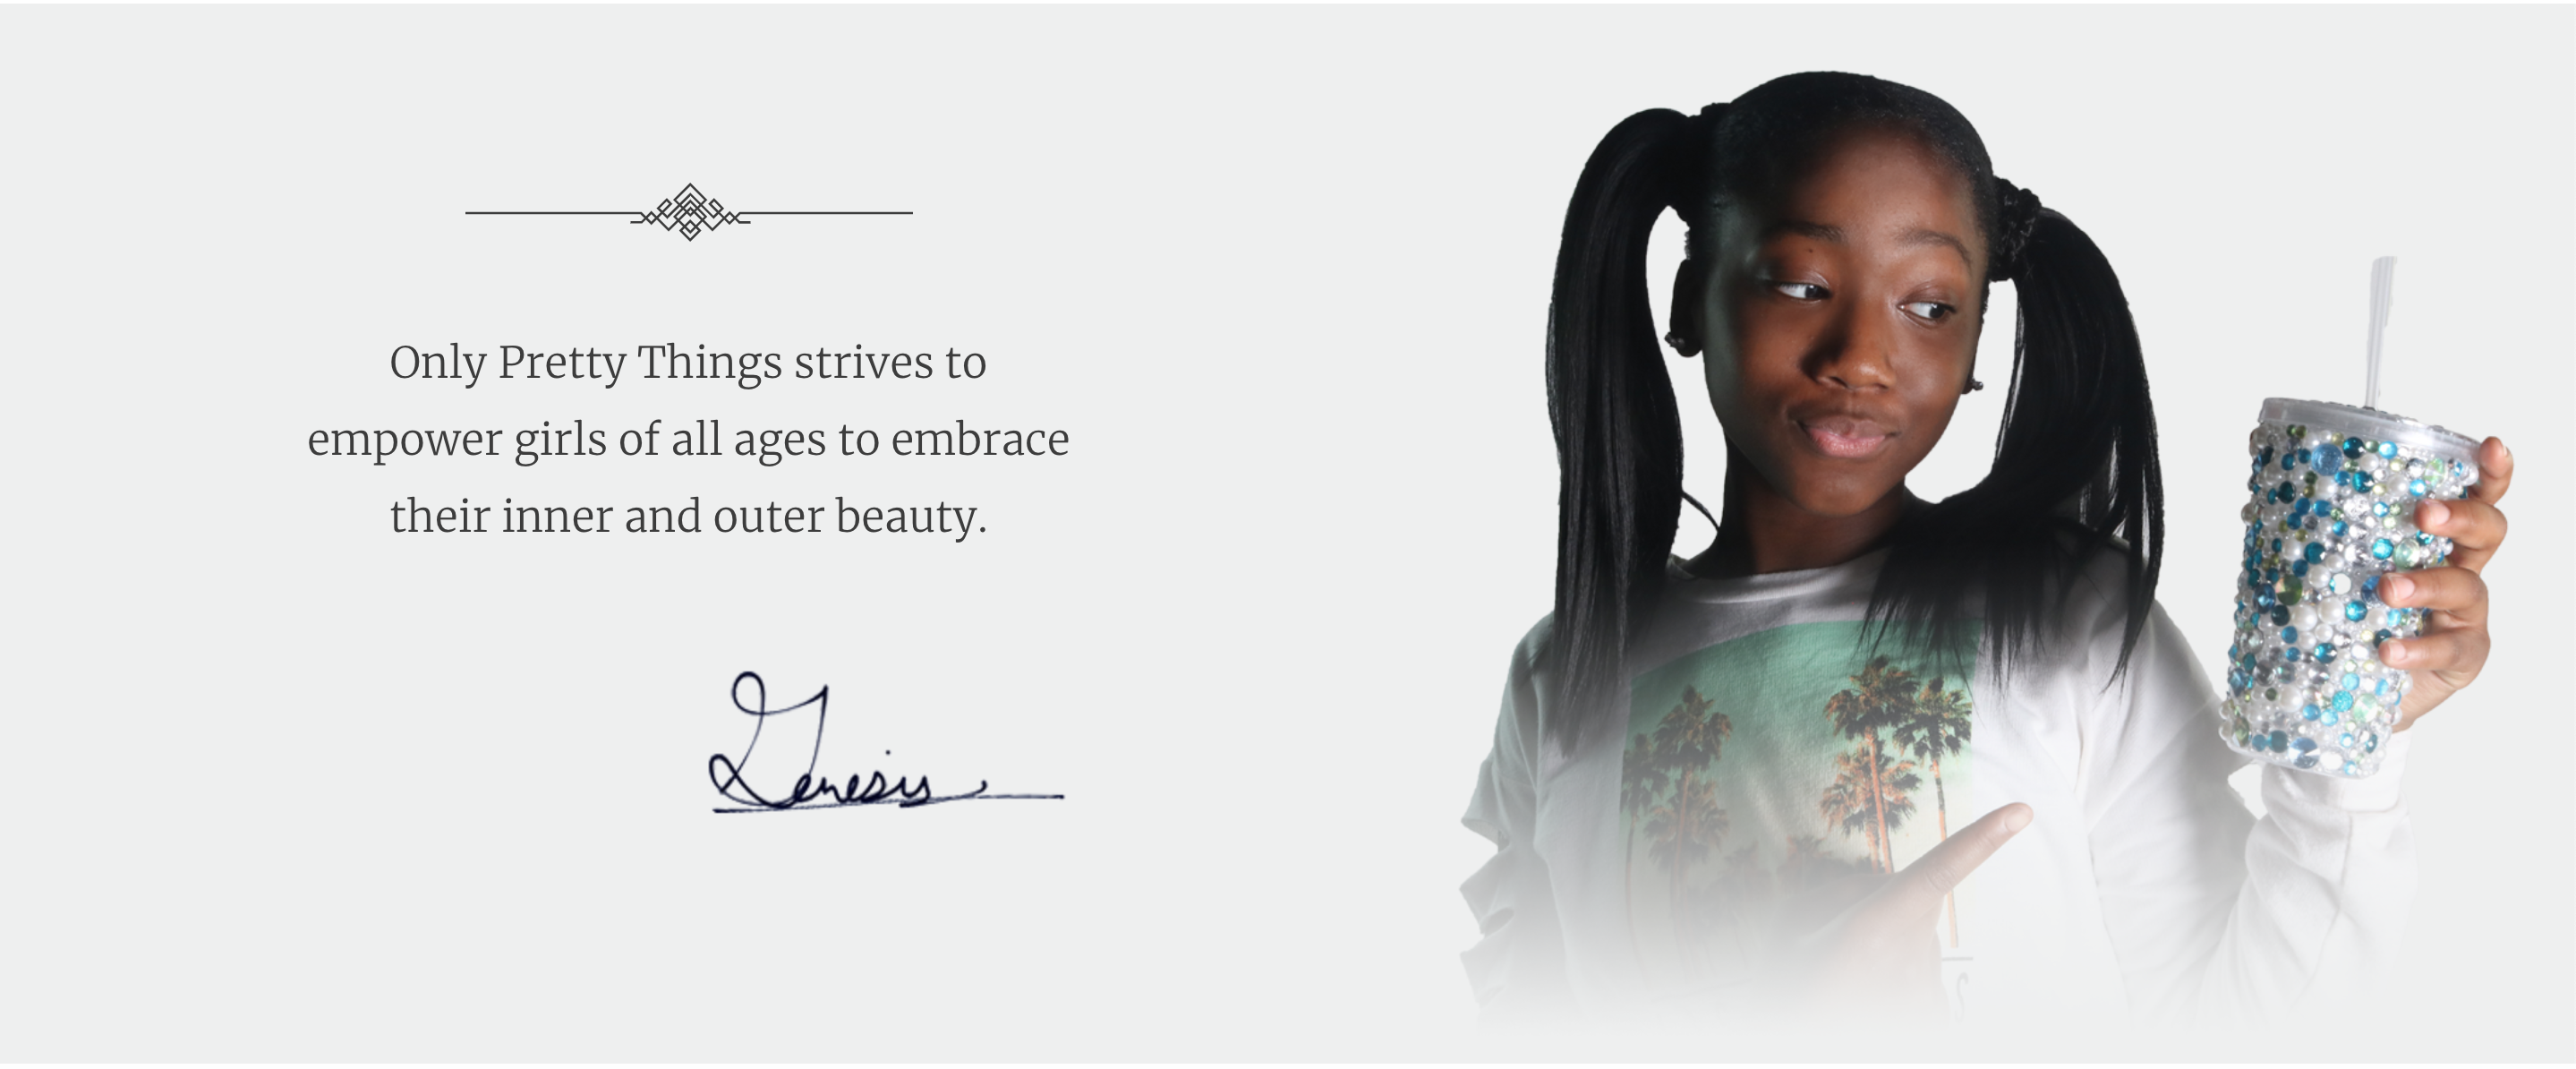 Only Pretty Things strives to
empower girls of all ages to embrace
their inner and outer beauty.
Genesis